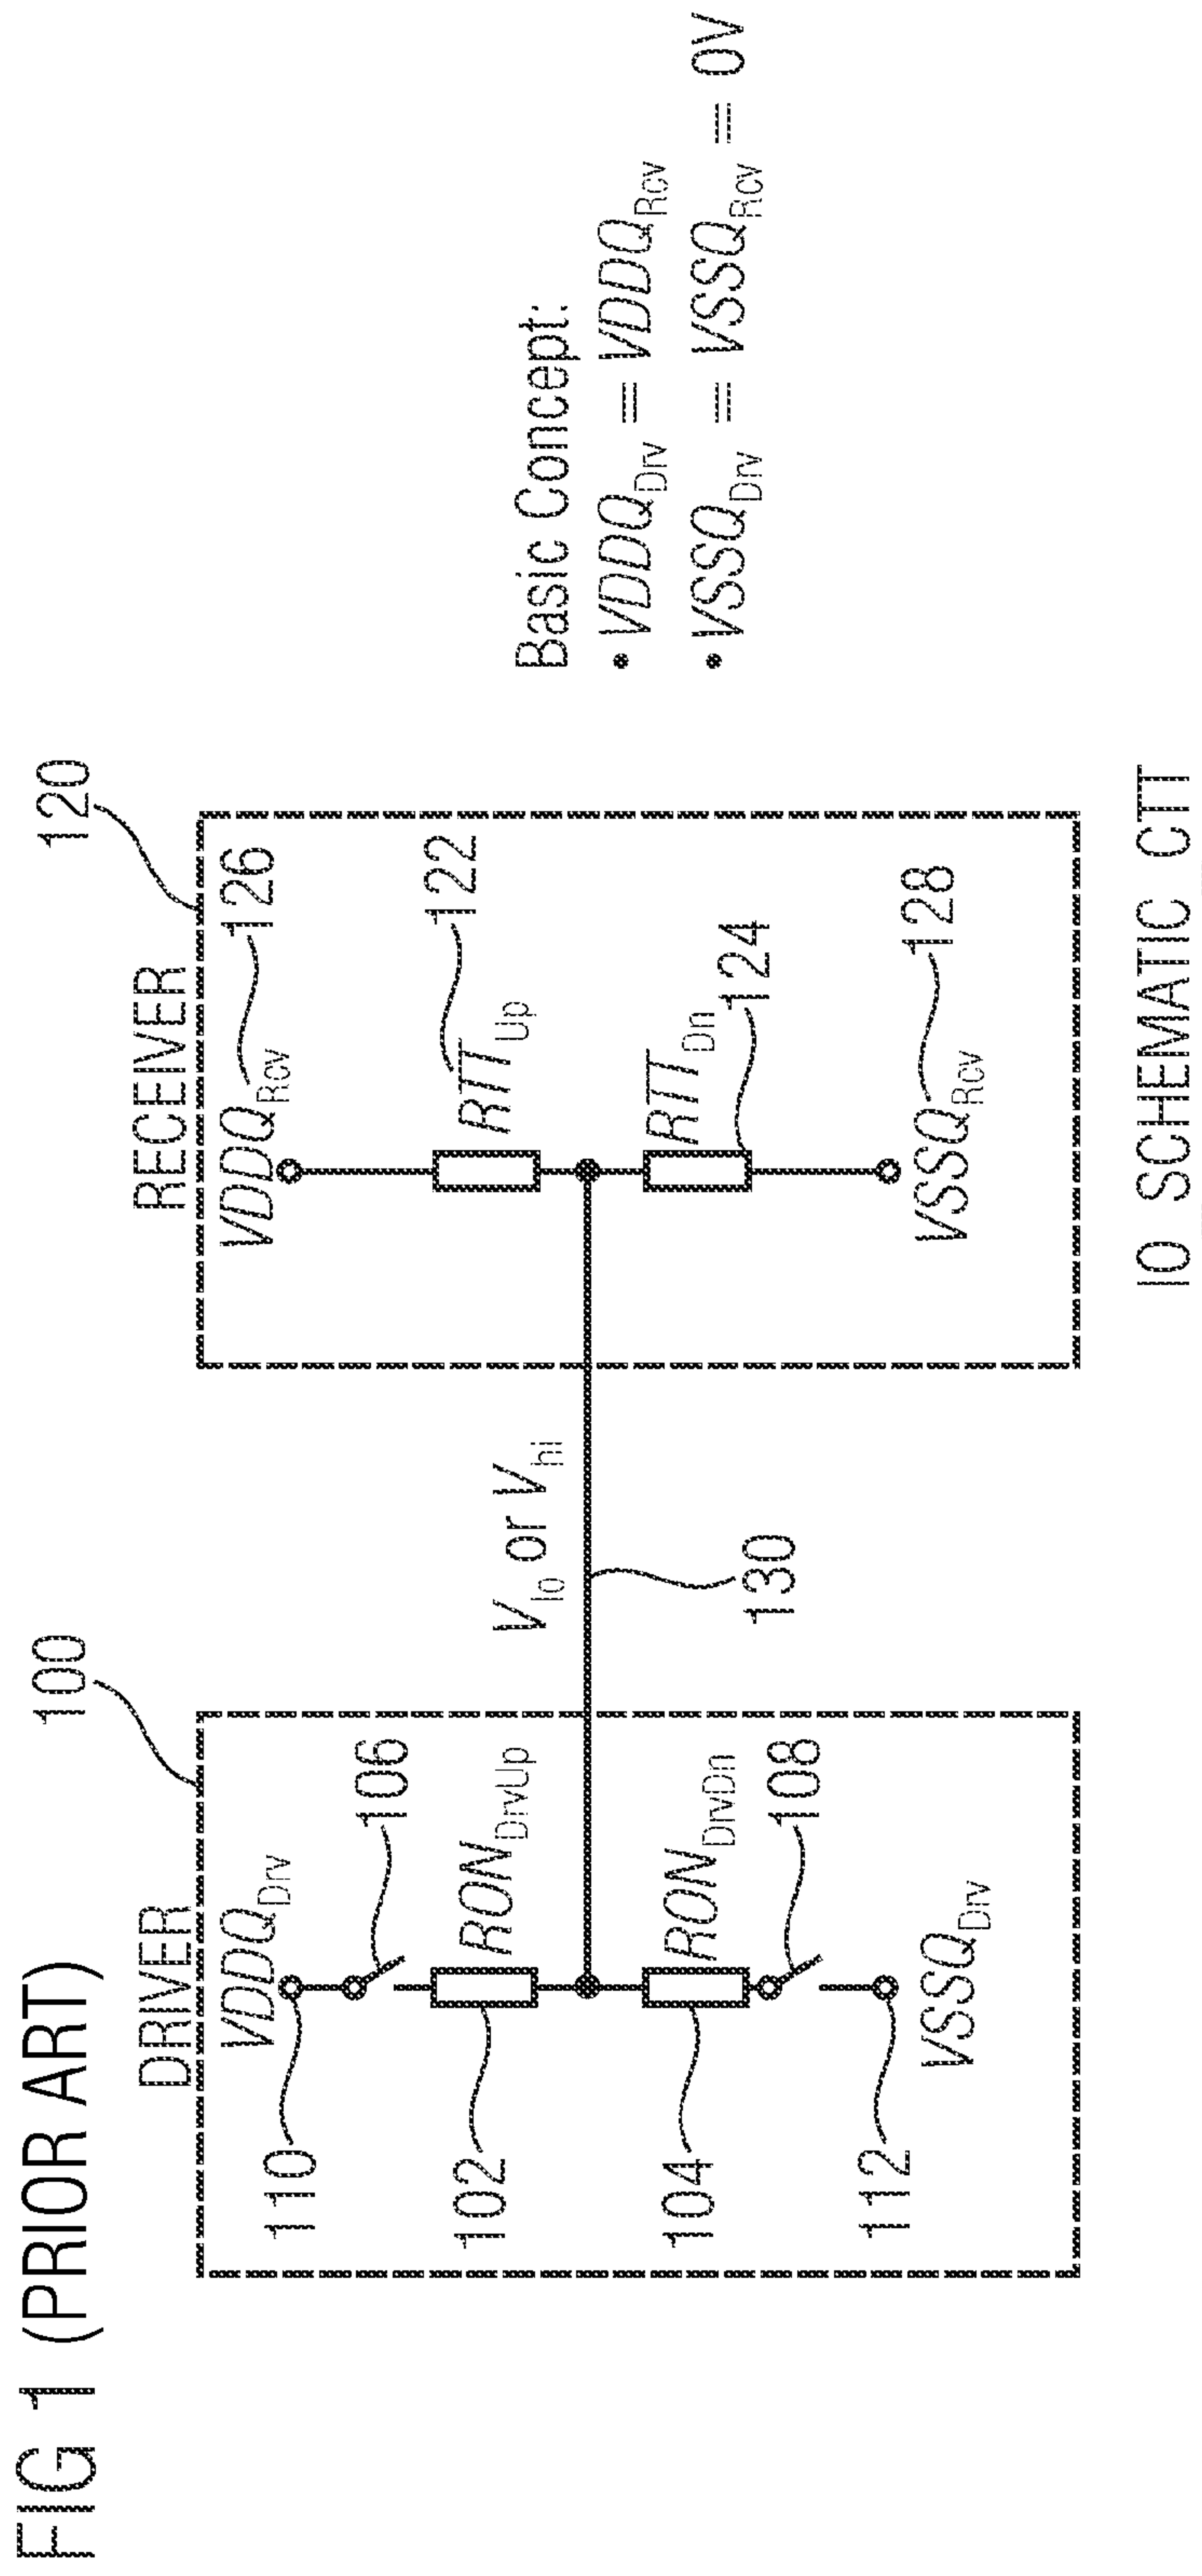 FIG 1 (PRIOR ART)
100
120
DRIVER
RECEIVER
VDDQDrv
VDDQRcv
126
110
106
102
RONDrvUp
RTTUp
122
Vlo or Vhi
104
RONDrvDn
RTTDn
124
130
108
112
VSSQDrv
VSSQRcv
128
Basic Concept:
• VDDQDrv = VDDQRcv
• VSSQDrv = VSSQRcv = 0V
IO SCHEMATIC CTT